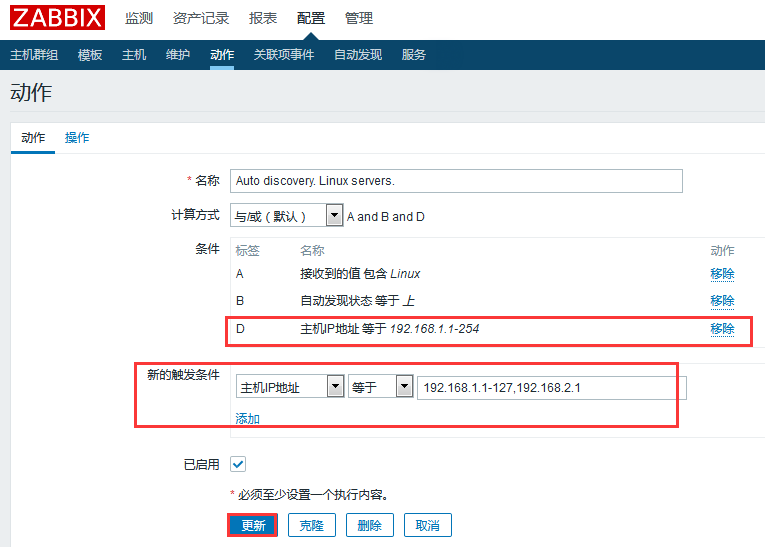 ZABBIX 监测 资产记录 报表 配置 管理
主机群组 模板 主机 维护 动作 关联项事件 自动发现 服务
动作
动作 操作
* 名称 Auto discovery. Linux servers.
计算方式 与/或（默认） A and B and D
条件 标签 名称 动作
A 接收到的值 包含 Linux 移除
B 自动发现状态 等于 上 移除
D 主机IP地址 等于 192.168.1.1-254 移除
新的触发条件 主机IP地址 等于 192.168.1.1-127,192.168.2.1
添加
已启用
* 必须至少设置一个执行内容。
更新 克隆 删除 取消